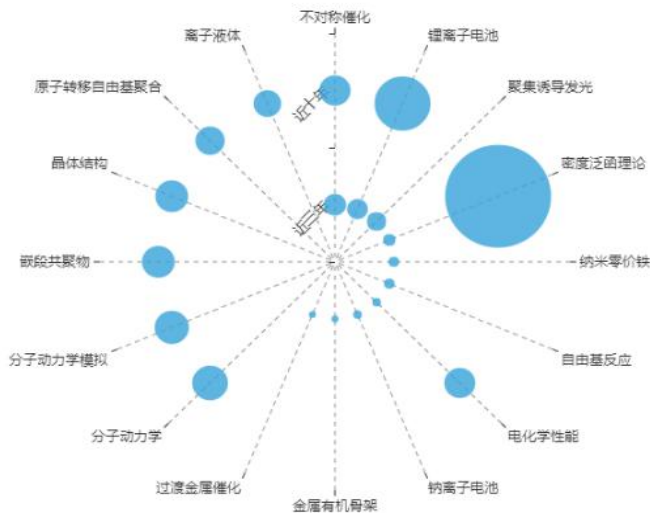 不对称催化
离子液体
锂离子电池
原子转移自由基聚合
聚集诱导发光
近十年
晶体结构
密度泛函理论
近三年
嵌段共聚物
纳米零价铁
分子动力学模拟
自由基反应
分子动力学
电化学性能
过渡金属催化
钠离子电池
金属有机骨架